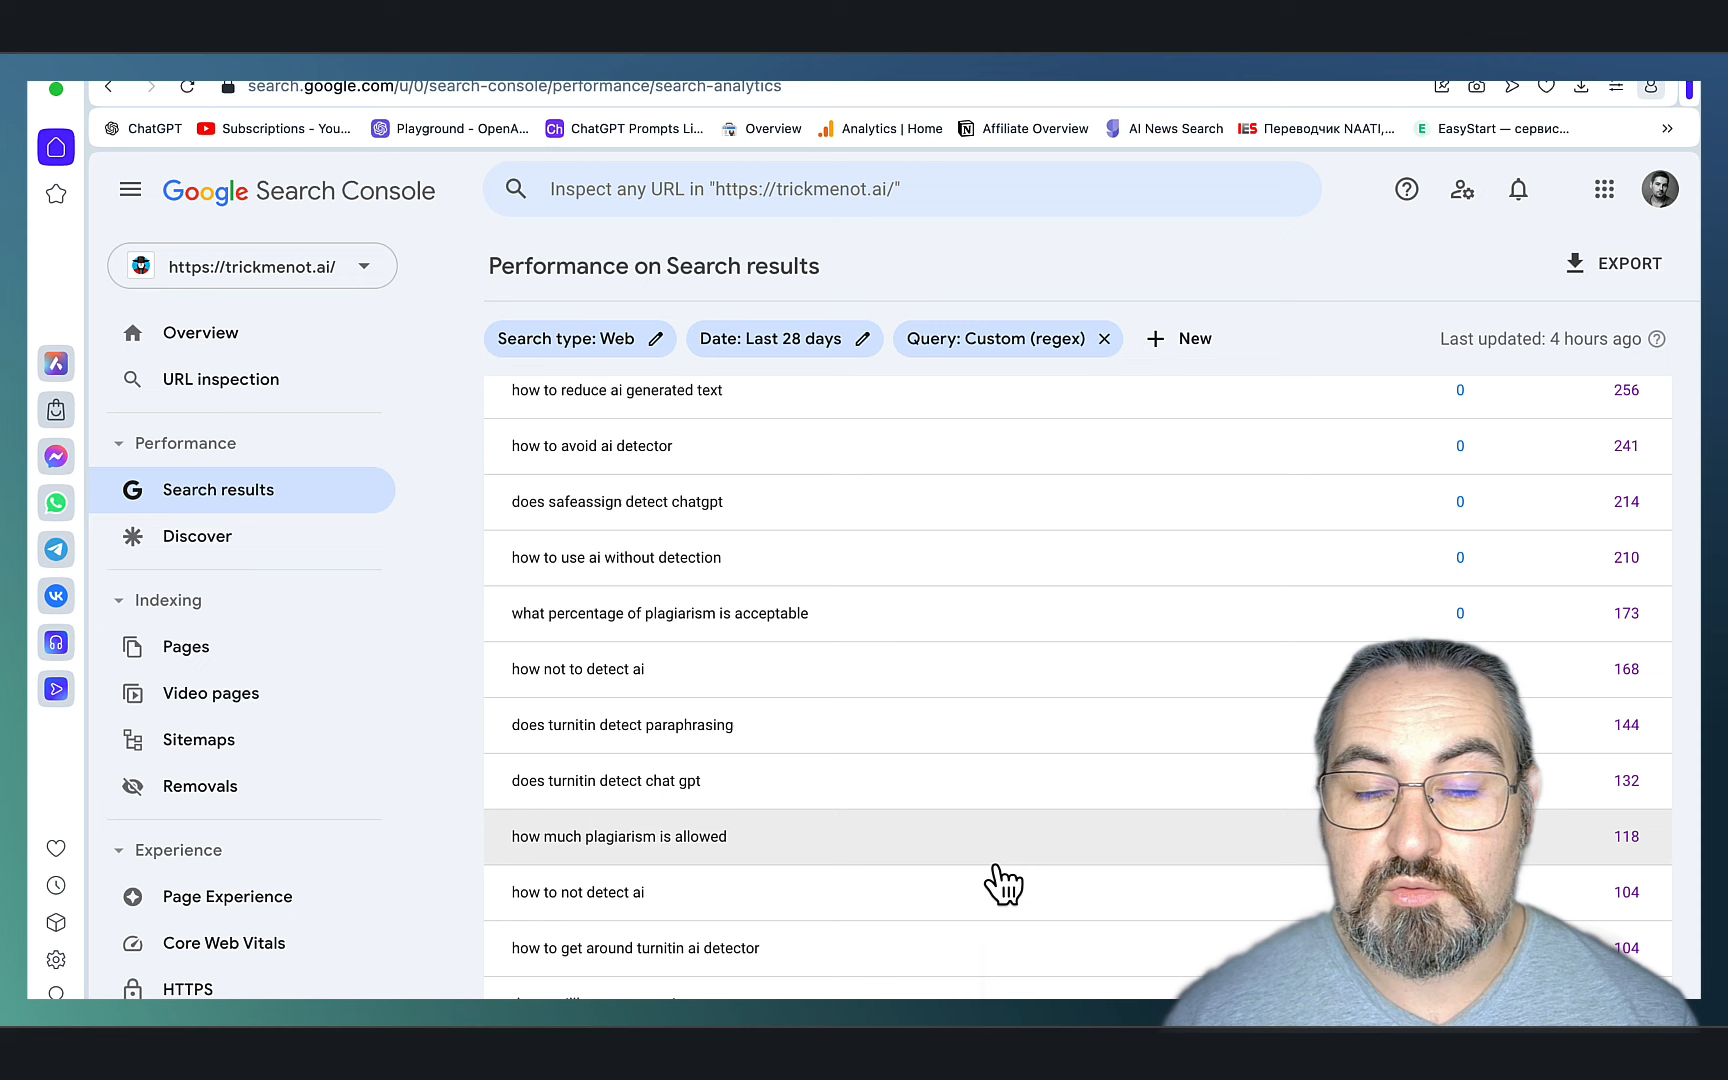 search.google.com/u/0/search-console/performance/search-analytics
ChatGPT
Subscriptions - You...
Playground - OpenA...
Ch
ChatGPT Prompts Li...
Overview
Analytics | Home
Affiliate Overview
AI News Search
IES
Переводчик NAATI,...
E
EasyStart — сервис...
Google Search Console
Inspect any URL in "https://trickmenot.ai/"
https://trickmenot.ai/
Performance on Search results
EXPORT
Search type: Web
Date: Last 28 days
Query: Custom (regex)
New
Last updated: 4 hours ago
Overview
URL inspection
Performance
Search results
Discover
Indexing
Pages
Video pages
Sitemaps
Removals
Experience
Page Experience
Core Web Vitals
HTTPS
how to reduce ai generated text 0 256
how to avoid ai detector 0 241
does safeassign detect chatgpt 0 214
how to use ai without detection 0 210
what percentage of plagiarism is acceptable 0 173
how not to detect ai 168
does turnitin detect paraphrasing 144
does turnitin detect chat gpt 132
how much plagiarism is allowed 118
how to not detect ai 104
how to get around turnitin ai detector 104